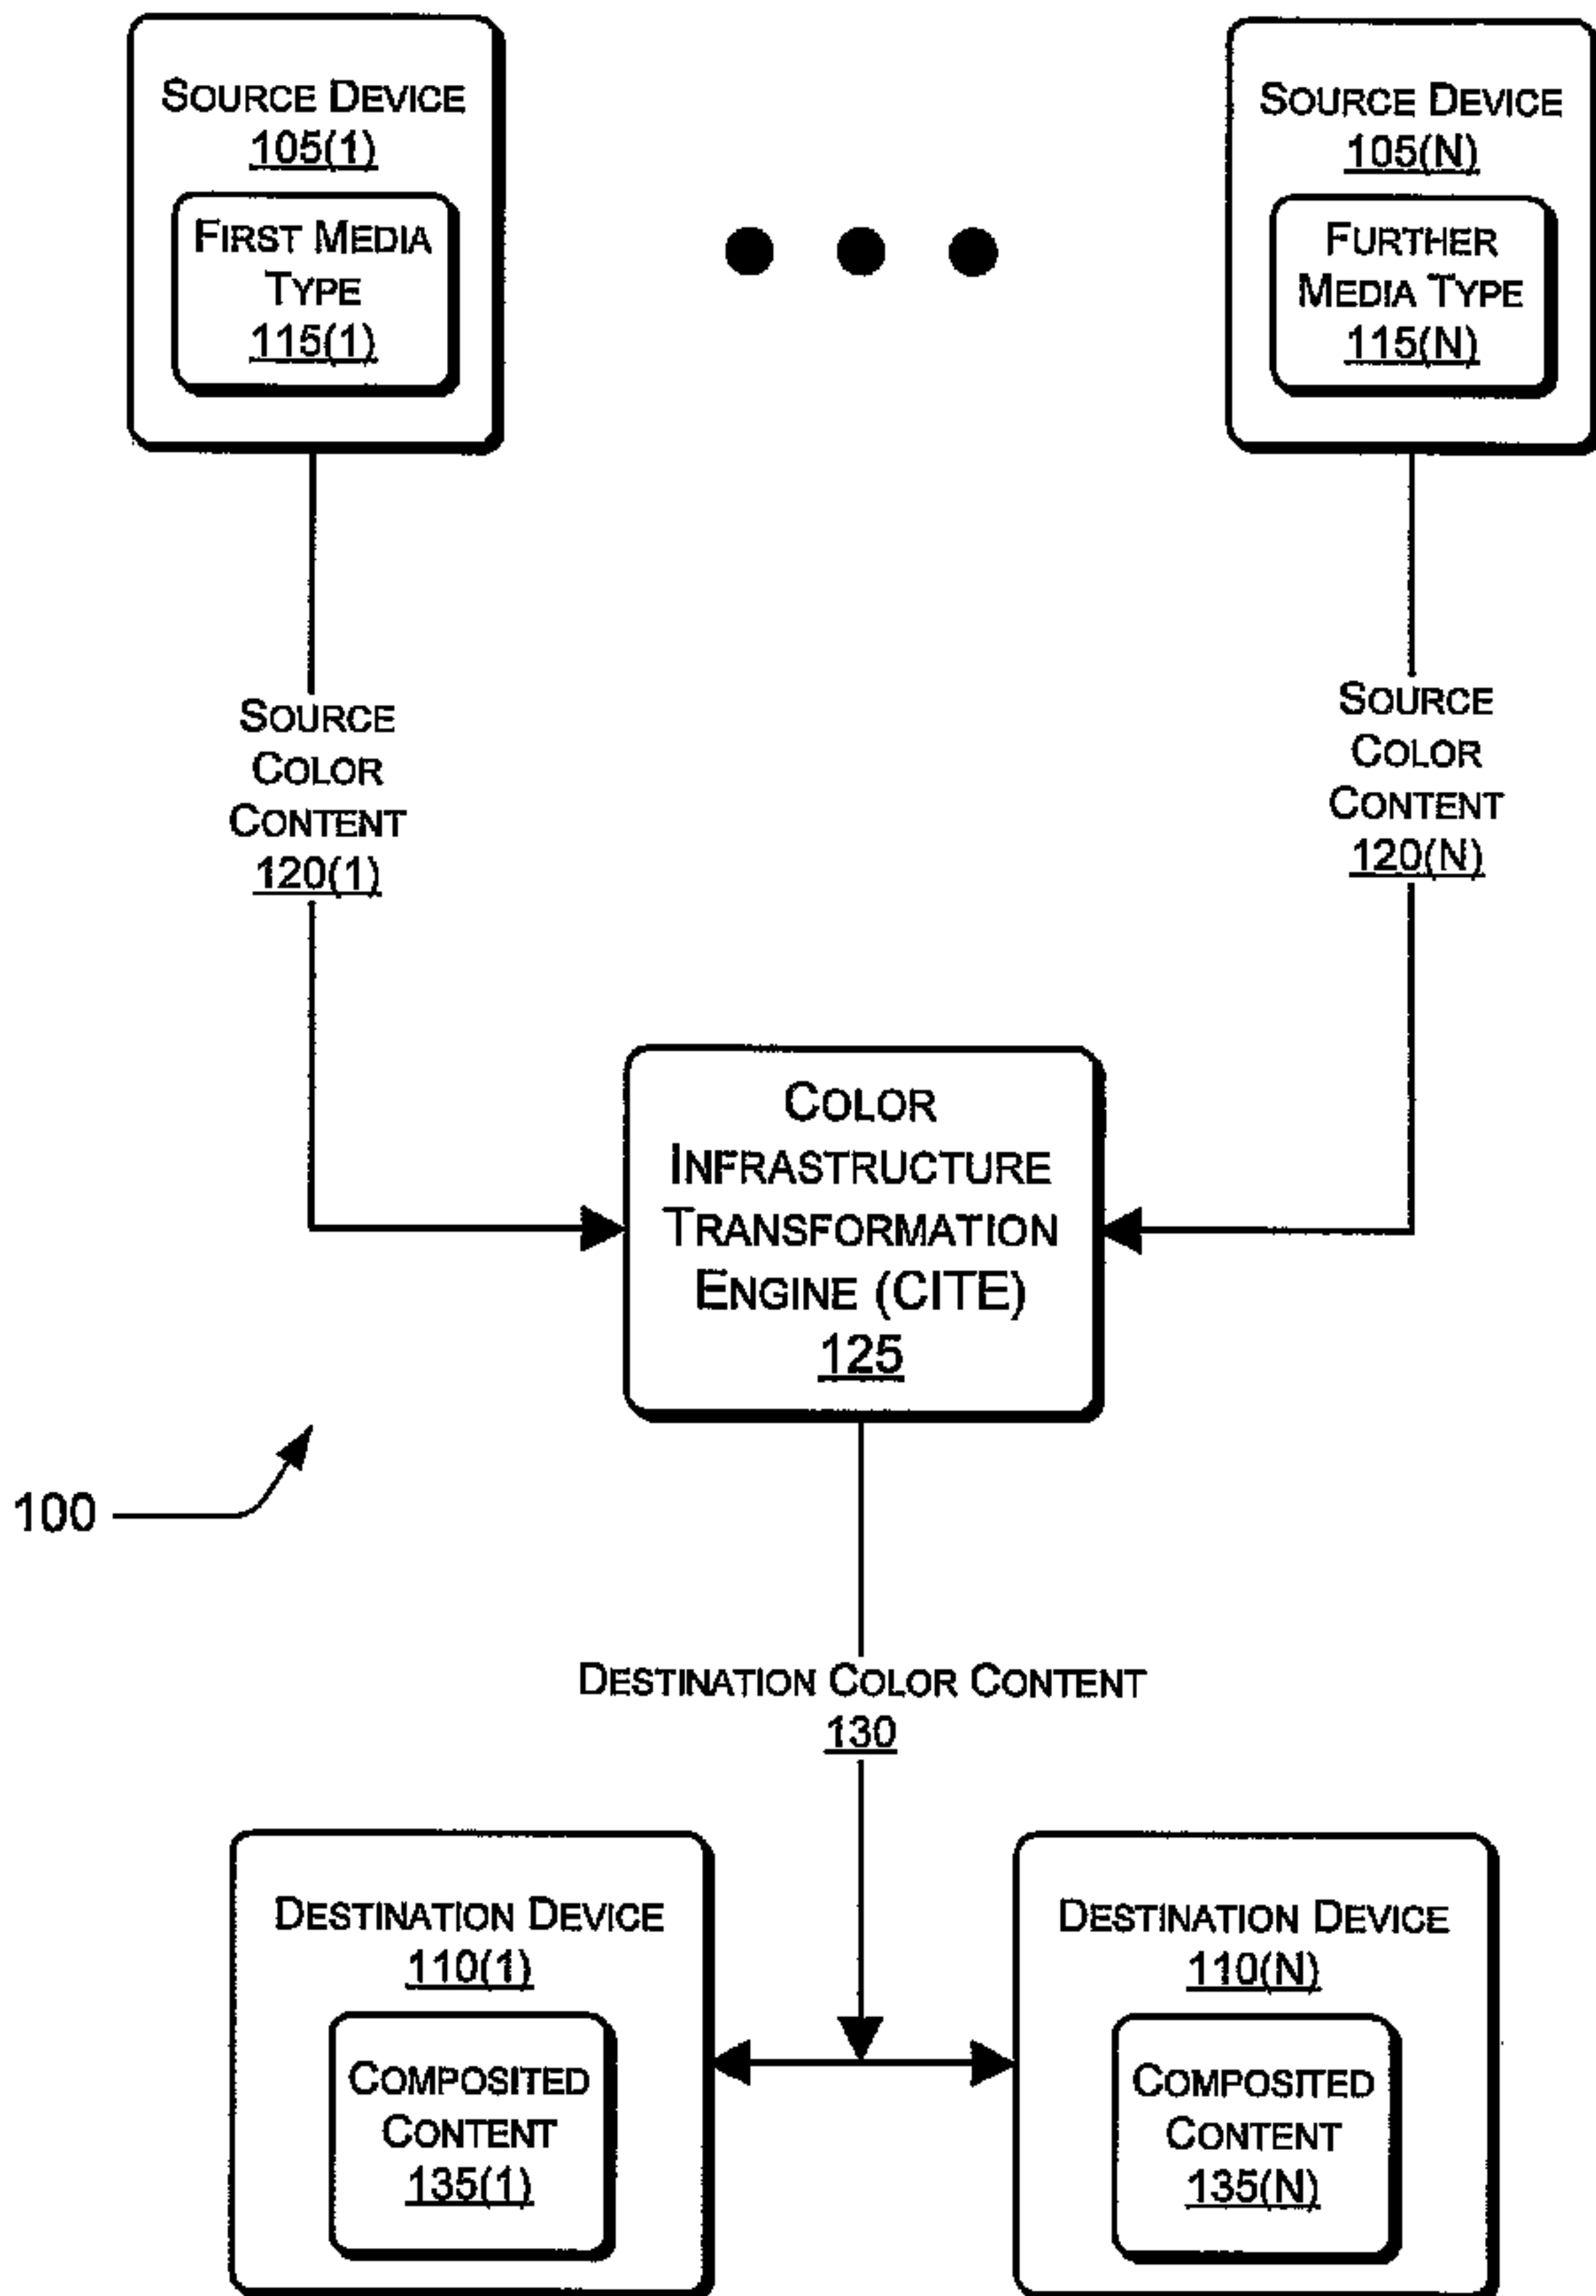 SOURCE DEVICE
105(1)
FIRST MEDIA
TYPE
115(1)
SOURCE DEVICE
105(N)
FURTHER
MEDIA TYPE
115(N)
SOURCE
COLOR
CONTENT
120(1)
SOURCE
COLOR
CONTENT
120(N)
COLOR
INFRASTRUCTURE
TRANSFORMATION
ENGINE (CITE)
125
100
DESTINATION COLOR CONTENT
130
DESTINATION DEVICE
110(1)
COMPOSITED
CONTENT
135(1)
DESTINATION DEVICE
110(N)
COMPOSITED
CONTENT
135(N)